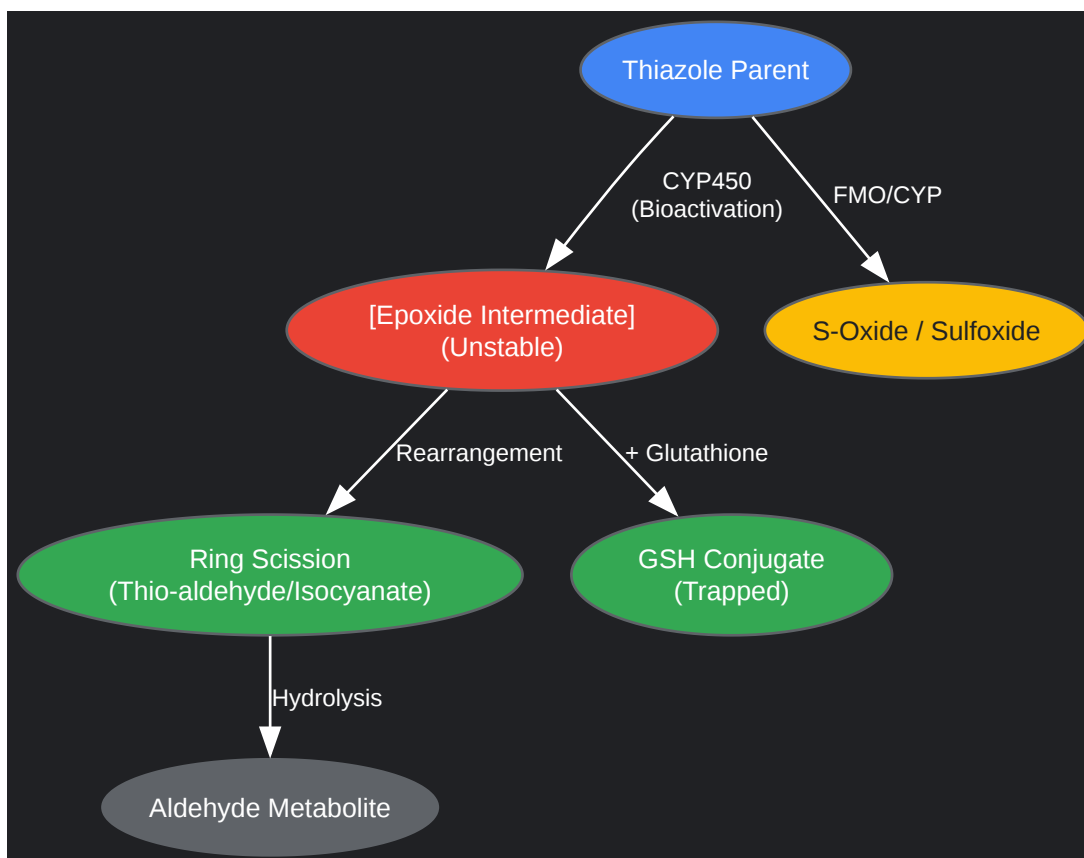 Thiazole Parent
CYP450
(Bioactivation)
FMO/CYP
[Epoxide Intermediate]
(Unstable)
S-Oxide / Sulfoxide
Rearrangement
+ Glutathione
Ring Scission
(Thio-aldehyde/Isocyanate)
GSH Conjugate
(Trapped)
Hydrolysis
Aldehyde Metabolite